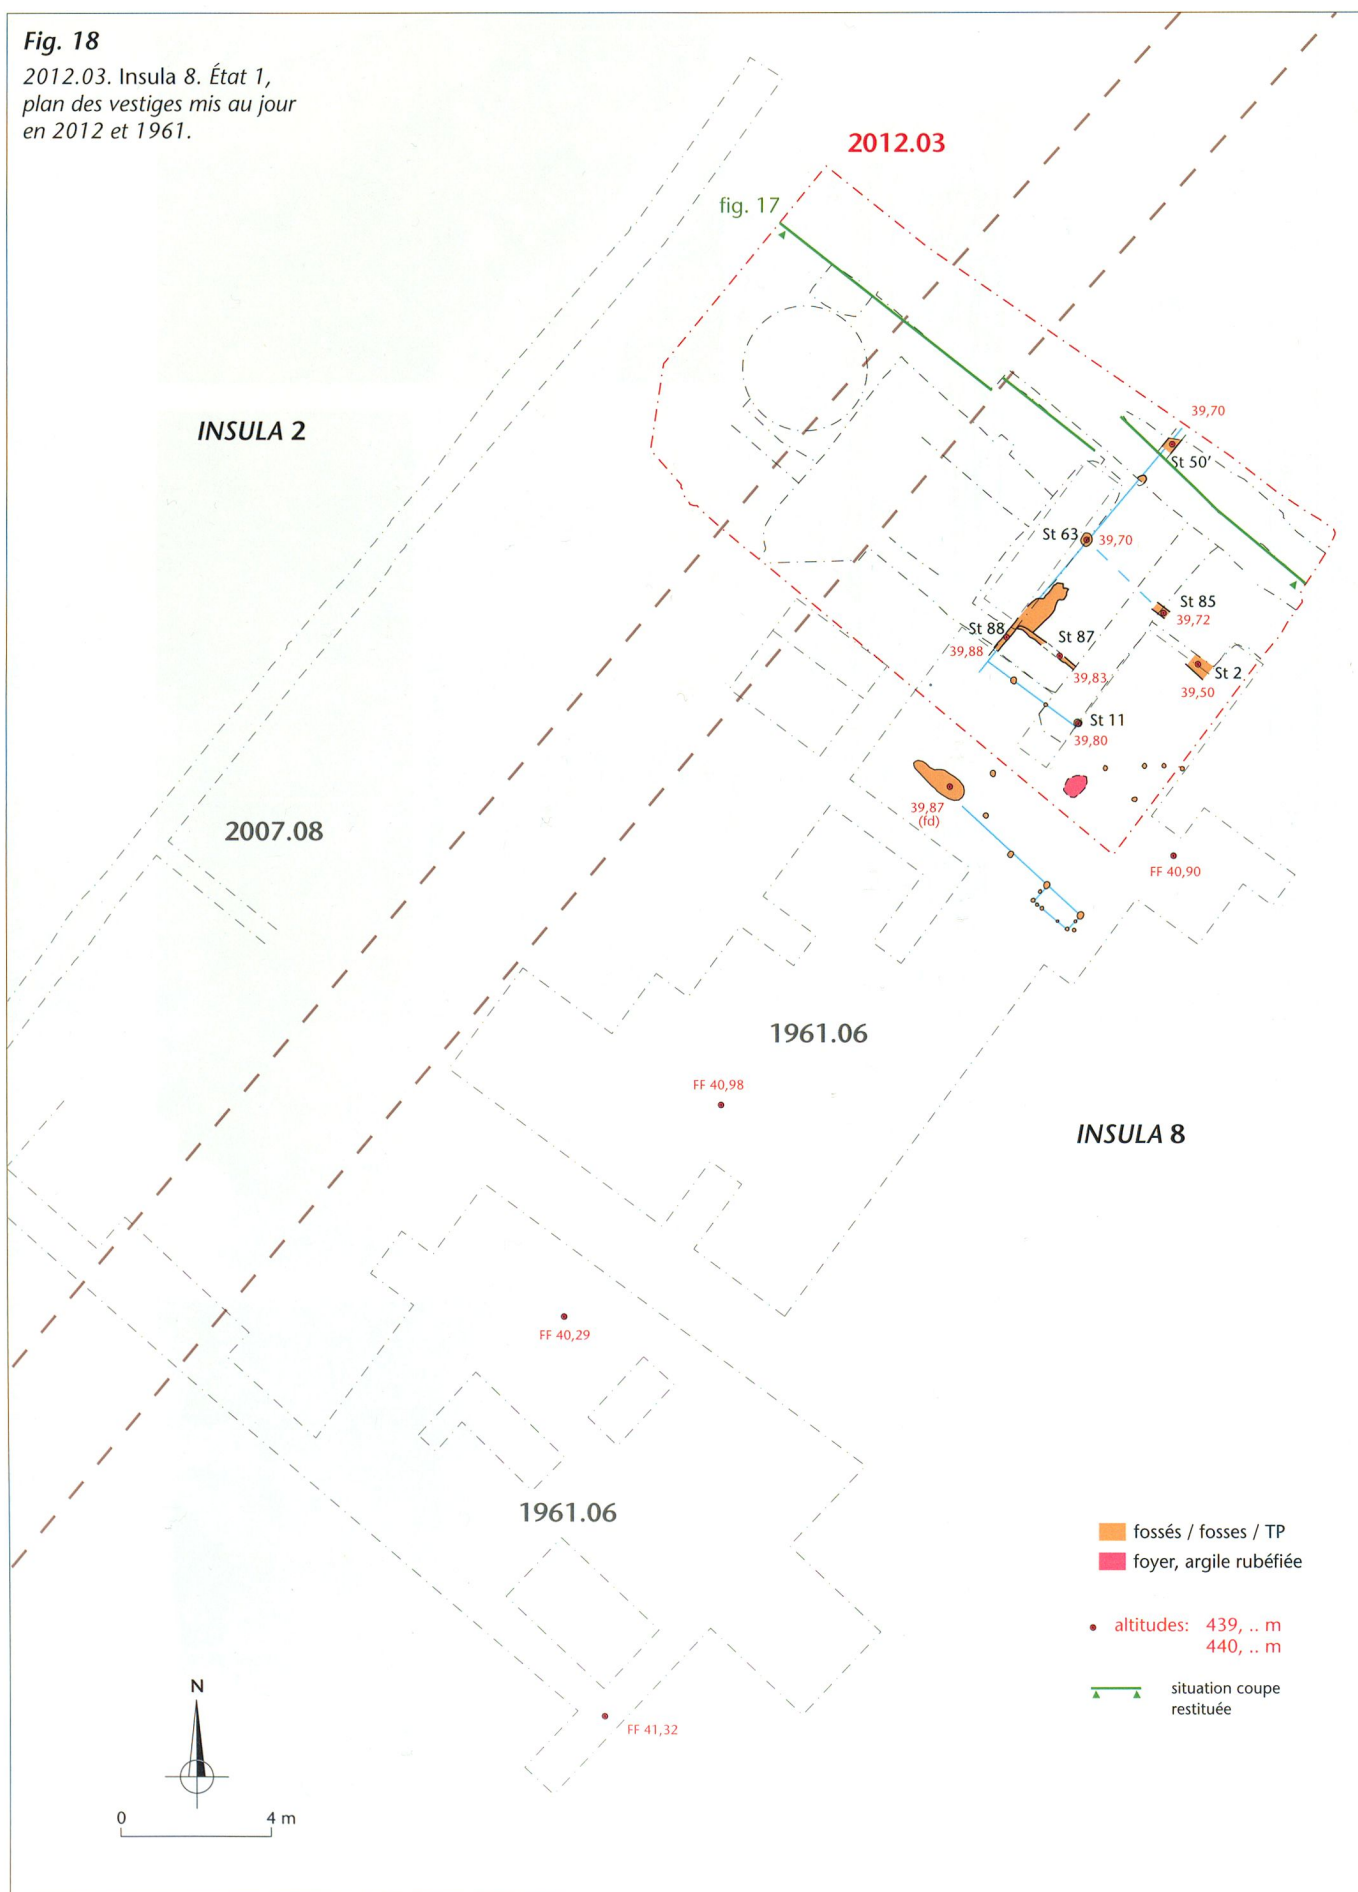 Fig. 18
2012.03. Insula 8. État 1,
plan des vestiges mis au jour
en 2012 et 1961.
2012.03
fig. 17
INSULA 2
39,70
St 50'
St 63
39,70
St 85
39,72
St 88
39,88
St 87
39,83
St 2
39,50
St 11
39,80
39,87
(fd)
2007.08
FF 40,90
1961.06
FF 40,98
INSULA 8
FF 40,29
1961.06
fossés / fosses / TP
foyer, argile rubéfiée
altitudes: 439, .. m
440, .. m
situation coupe
restituée
N
FF 41,32
0 4 m